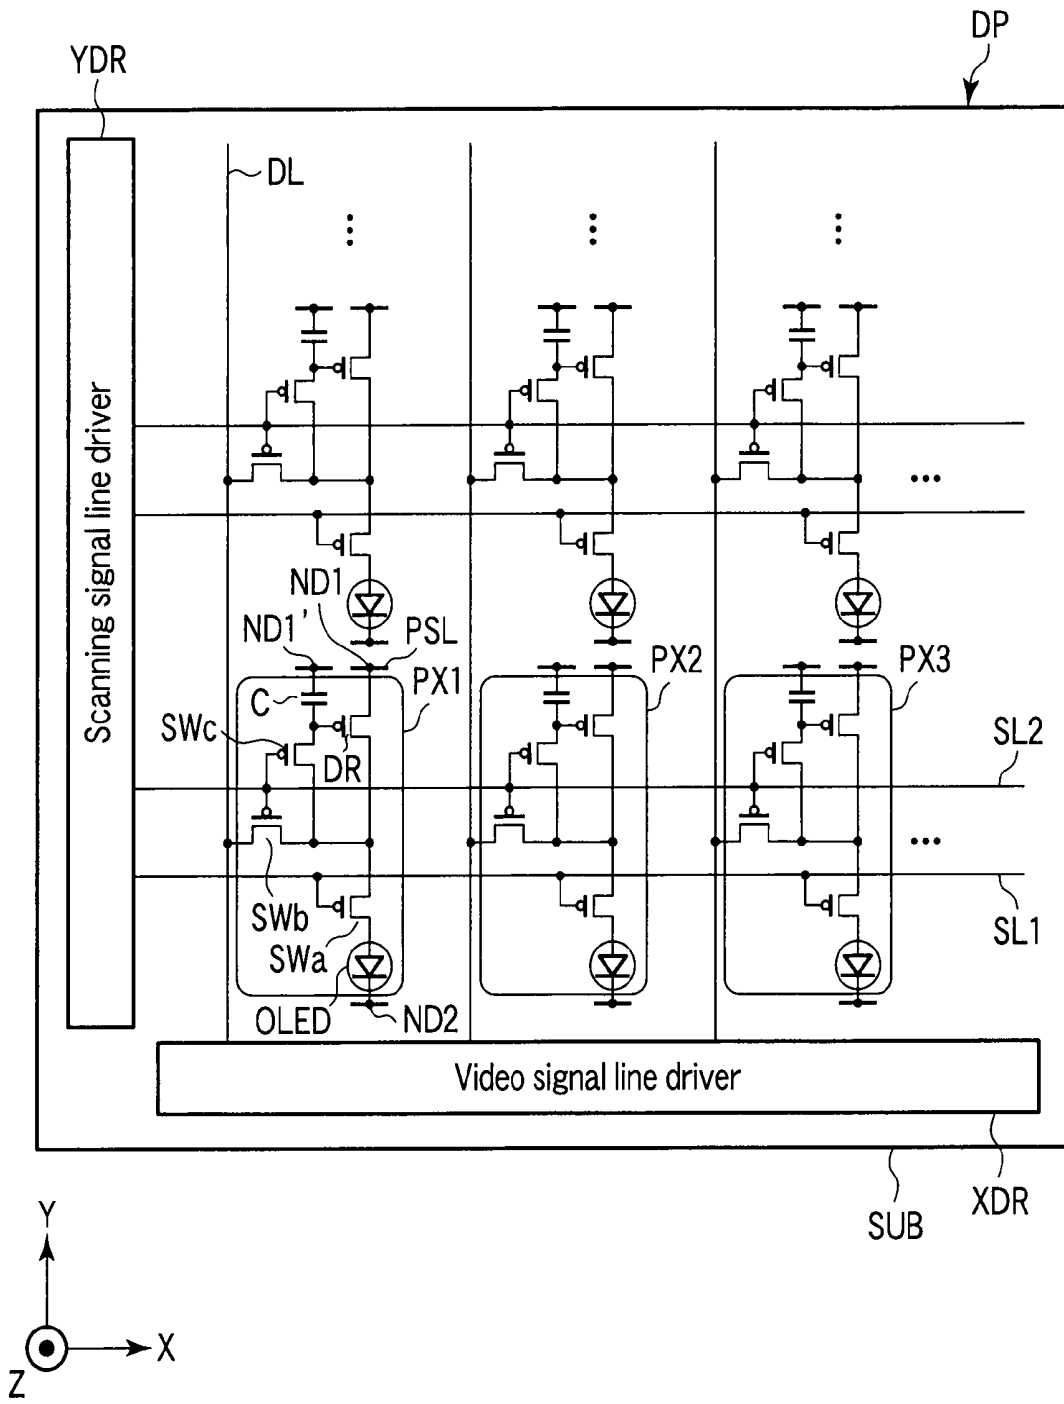 DP
YDR
DL
Scanning signal line driver
ND1
ND1'
PSL
PX1
PX2
PX3
C
SWc
DR
SL2
SWb
SWa
SL1
OLED
ND2
Video signal line driver
XDR
SUB
Y
X
Z